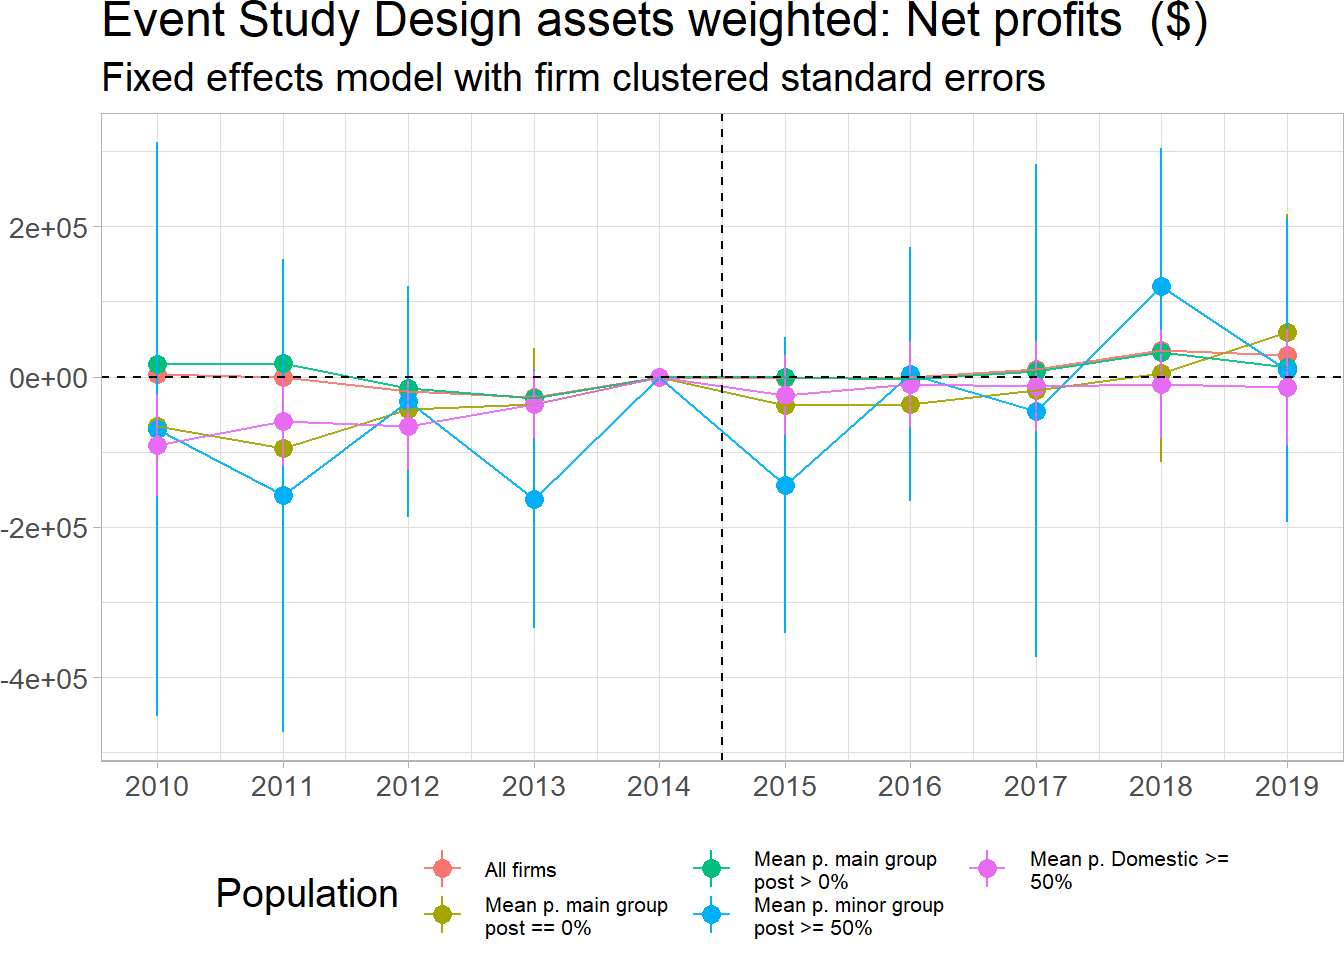 Event Study Design assets weighted: Net profits  ($)
Fixed effects model with firm clustered standard errors
2e+05
0e+00
-2e+05
-4e+05
2010 2011 2012 2013 2014 2015 2016 2017 2018 2019
Population
All firms
Mean p. main group
post == 0%
Mean p. main group
post > 0%
Mean p. minor group
post >= 50%
Mean p. Domestic >=
50%